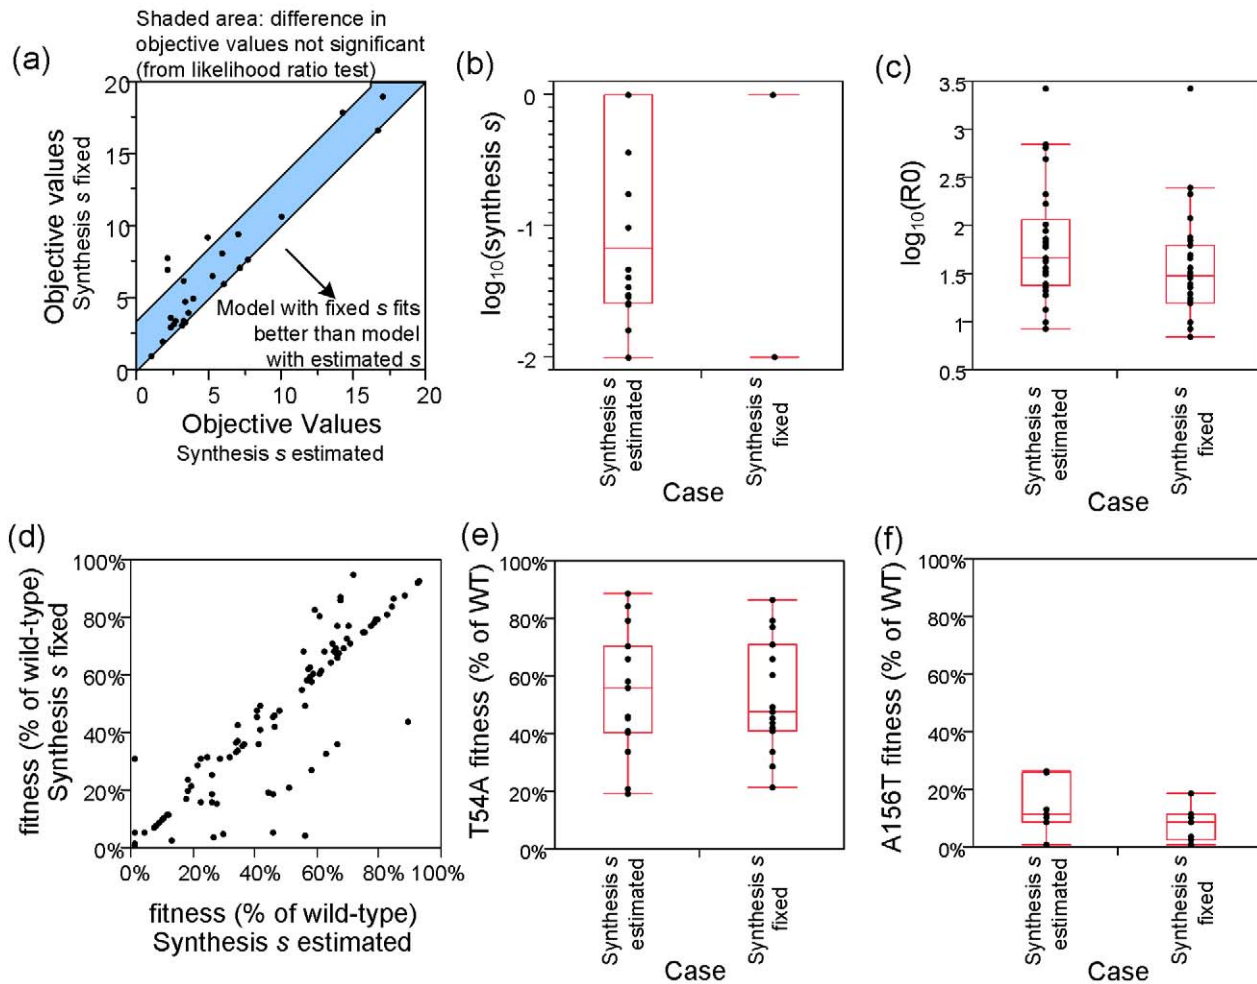 Shaded area: difference in
objective values not significant
(from likelihood ratio test)
(a)
20
15
10
5
0
Objective values
Synthesis s fixed
Model with fixed s fits
better than model
with estimated s
0
5
10
15
20
Objective Values
Synthesis s estimated
(b)
log10(synthesis s)
0
-1
-2
Synthesis s
estimated
Synthesis s
fixed
Case
(c)
log10(R0)
3.5
3
2.5
2
1.5
1
0.5
Synthesis s
estimated
Synthesis s
fixed
Case
(d)
fitness (% of wild-type)
Synthesis s fixed
100%
80%
60%
40%
20%
0%
0%
20%
40%
60%
80%
100%
fitness (% of wild-type)
Synthesis s estimated
(e)
T54A fitness (% of WT)
100%
80%
60%
40%
20%
0%
Synthesis s
estimated
Synthesis s
fixed
Case
(f)
A156T fitness (% of WT)
100%
80%
60%
40%
20%
0%
Synthesis s
estimated
Synthesis s
fixed
Case